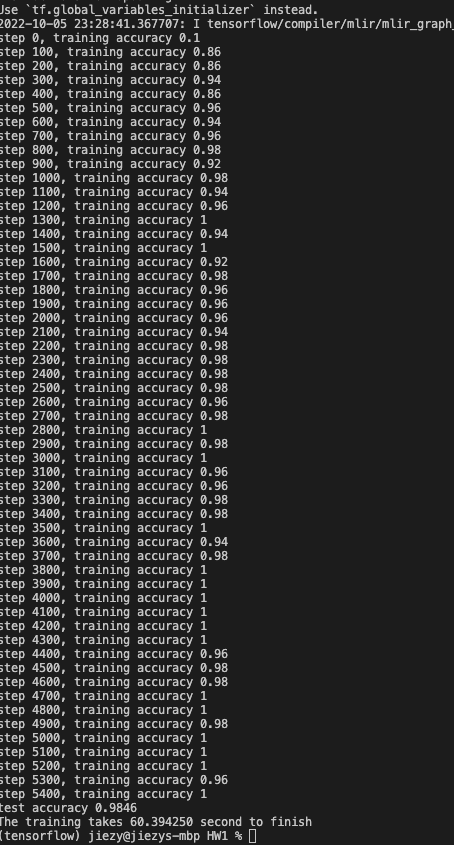 Use `tf.global_variables_initializer` instead.
2022-10-05 23:28:41.367707: I tensorflow/compiler/mlir/mlir_graph_
step 0, training accuracy 0.1
step 100, training accuracy 0.86
step 200, training accuracy 0.86
step 300, training accuracy 0.94
step 400, training accuracy 0.86
step 500, training accuracy 0.96
step 600, training accuracy 0.94
step 700, training accuracy 0.96
step 800, training accuracy 0.98
step 900, training accuracy 0.92
step 1000, training accuracy 0.98
step 1100, training accuracy 0.94
step 1200, training accuracy 0.96
step 1300, training accuracy 1
step 1400, training accuracy 0.94
step 1500, training accuracy 1
step 1600, training accuracy 0.92
step 1700, training accuracy 0.98
step 1800, training accuracy 0.96
step 1900, training accuracy 0.96
step 2000, training accuracy 0.96
step 2100, training accuracy 0.94
step 2200, training accuracy 0.98
step 2300, training accuracy 0.98
step 2400, training accuracy 0.98
step 2500, training accuracy 0.98
step 2600, training accuracy 0.96
step 2700, training accuracy 0.98
step 2800, training accuracy 1
step 2900, training accuracy 0.98
step 3000, training accuracy 1
step 3100, training accuracy 0.96
step 3200, training accuracy 0.96
step 3300, training accuracy 0.98
step 3400, training accuracy 0.98
step 3500, training accuracy 1
step 3600, training accuracy 0.94
step 3700, training accuracy 0.98
step 3800, training accuracy 1
step 3900, training accuracy 1
step 4000, training accuracy 1
step 4100, training accuracy 1
step 4200, training accuracy 1
step 4300, training accuracy 1
step 4400, training accuracy 0.96
step 4500, training accuracy 0.98
step 4600, training accuracy 0.98
step 4700, training accuracy 1
step 4800, training accuracy 1
step 4900, training accuracy 0.98
step 5000, training accuracy 1
step 5100, training accuracy 1
step 5200, training accuracy 1
step 5300, training accuracy 0.96
step 5400, training accuracy 1
test accuracy 0.9846
The training takes 60.394250 second to finish
(tensorflow) jiezy@jiezys-mbp HW1 %